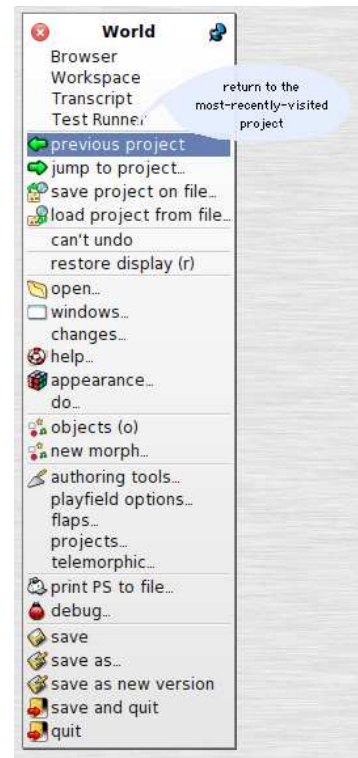 World
Browser
Workspace
Transcript
Test Runner
return to the
most-recently-visited
project
previous project
jump to project...
save project on file...
load project from file...
can't undo
restore display (r)
open...
windows...
changes...
help...
appearance...
do...
objects (o)
new morph...
authoring tools...
playfield options...
flaps...
projects...
telemorphic...
print PS to file...
debug...
save
save as...
save as new version
save and quit
quit